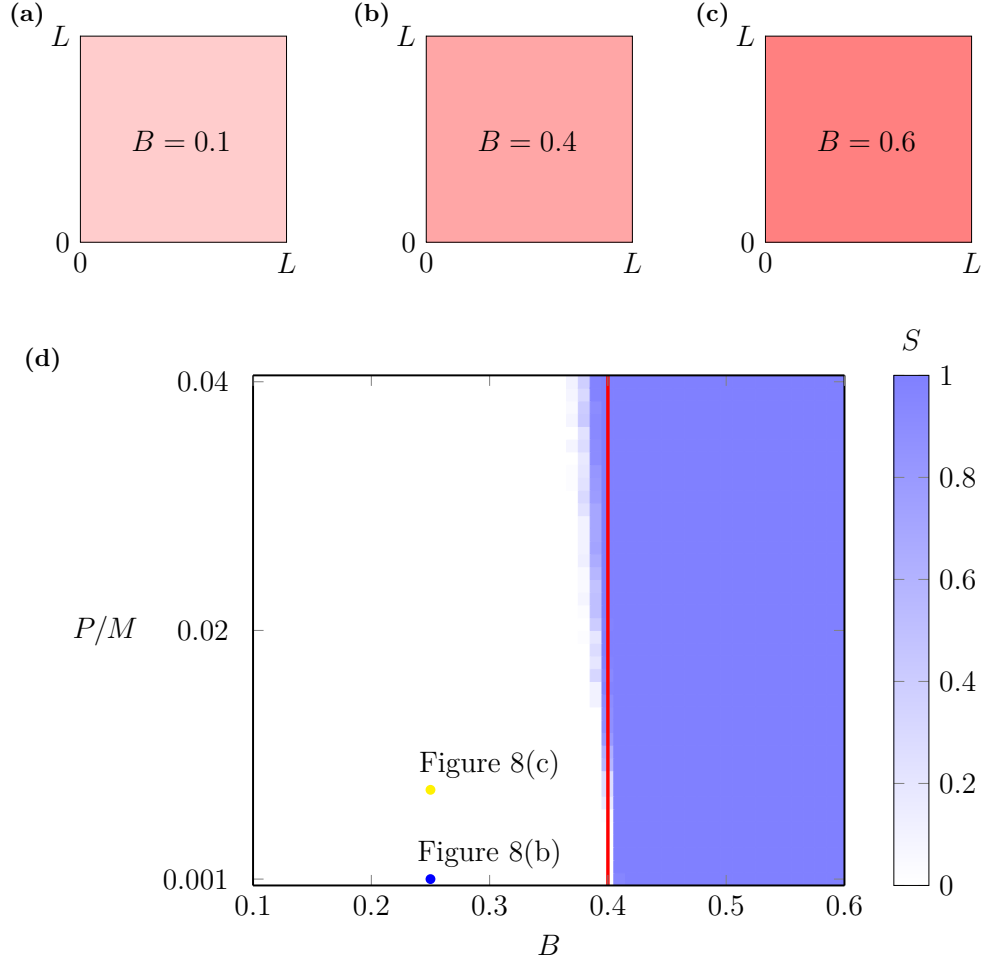 (a) (b) (c)
L L L
B = 0.1 B = 0.4 B = 0.6
0 0 0
0 L 0 L 0 L
(d) S
0.04 1
0.8
0.6
P/M 0.02
0.4
Figure 8(c)
0.2
Figure 8(b)
0.001 0
0.1 0.2 0.3 0.4 0.5 0.6
B